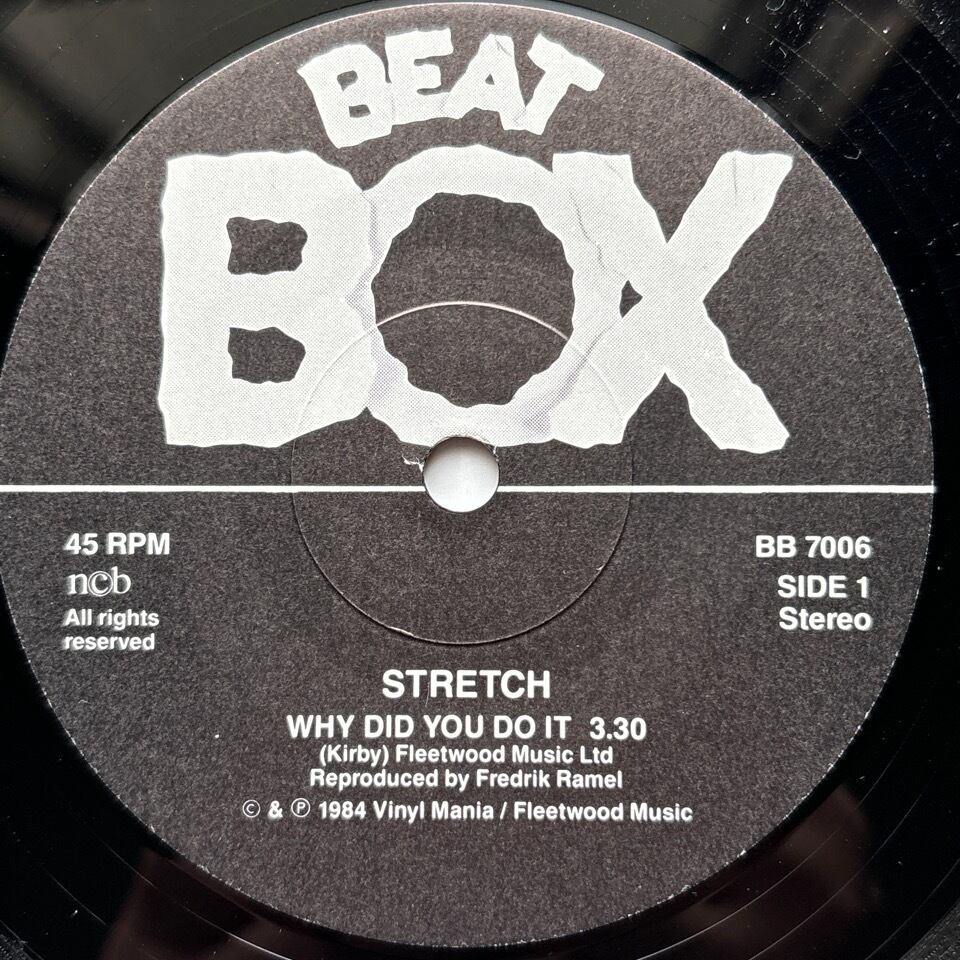 BEAT
BOX
45 RPM
n©b
All rights
reserved
BB 7006
SIDE 1
Stereo
STRETCH
WHY DID YOU DO IT 3.30
(Kirby) Fleetwood Music Ltd
Reproduced by Fredrik Ramel
© & ℗ 1984 Vinyl Mania / Fleetwood Music